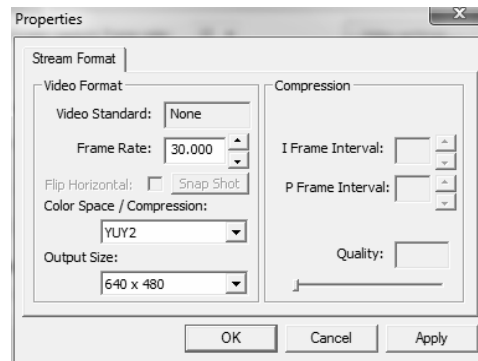 Properties
X
Stream Format
Video Format
Video Standard: None
Frame Rate: 30.000
Flip Horizontal: Snap Shot
Color Space / Compression:
YUY2
Output Size:
640 x 480
Compression
I Frame Interval:
P Frame Interval:
Quality:
OK Cancel Apply